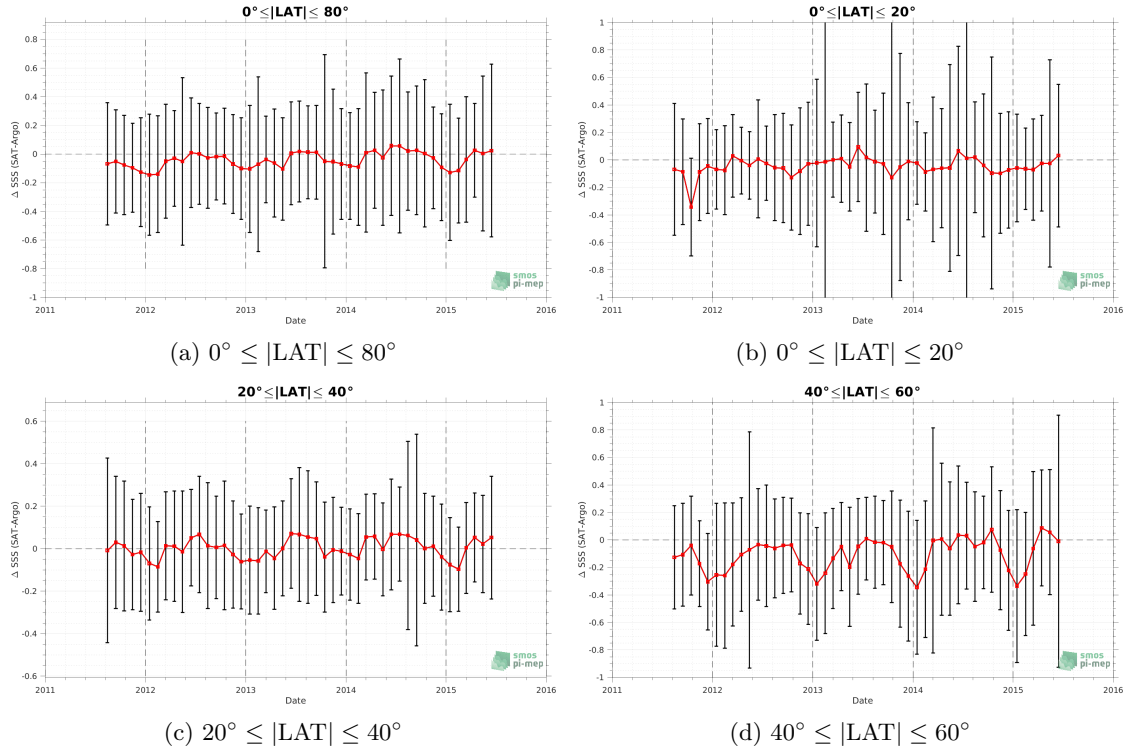 0°≤|LAT|≤ 80°
0.8
0.6
0.4
0.2
0
-0.2
-0.4
-0.6
-0.8
-1
Δ SSS (SAT-Argo)
2011
2012
2013
2014
2015
2016
Date
smos
pi-mep
(a) 0° ≤ |LAT| ≤ 80°
0°≤|LAT|≤ 20°
1
0.8
0.6
0.4
0.2
0
-0.2
-0.4
-0.6
-0.8
-1
Δ SSS (SAT-Argo)
2011
2012
2013
2014
2015
2016
Date
smos
pi-mep
(b) 0° ≤ |LAT| ≤ 20°
20°≤|LAT|≤ 40°
0.6
0.4
0.2
0
-0.2
-0.4
-0.6
Δ SSS (SAT-Argo)
2011
2012
2013
2014
2015
2016
Date
smos
pi-mep
(c) 20° ≤ |LAT| ≤ 40°
40°≤|LAT|≤ 60°
1
0.8
0.6
0.4
0.2
0
-0.2
-0.4
-0.6
-0.8
-1
Δ SSS (SAT-Argo)
2011
2012
2013
2014
2015
2016
Date
smos
pi-mep
(d) 40° ≤ |LAT| ≤ 60°